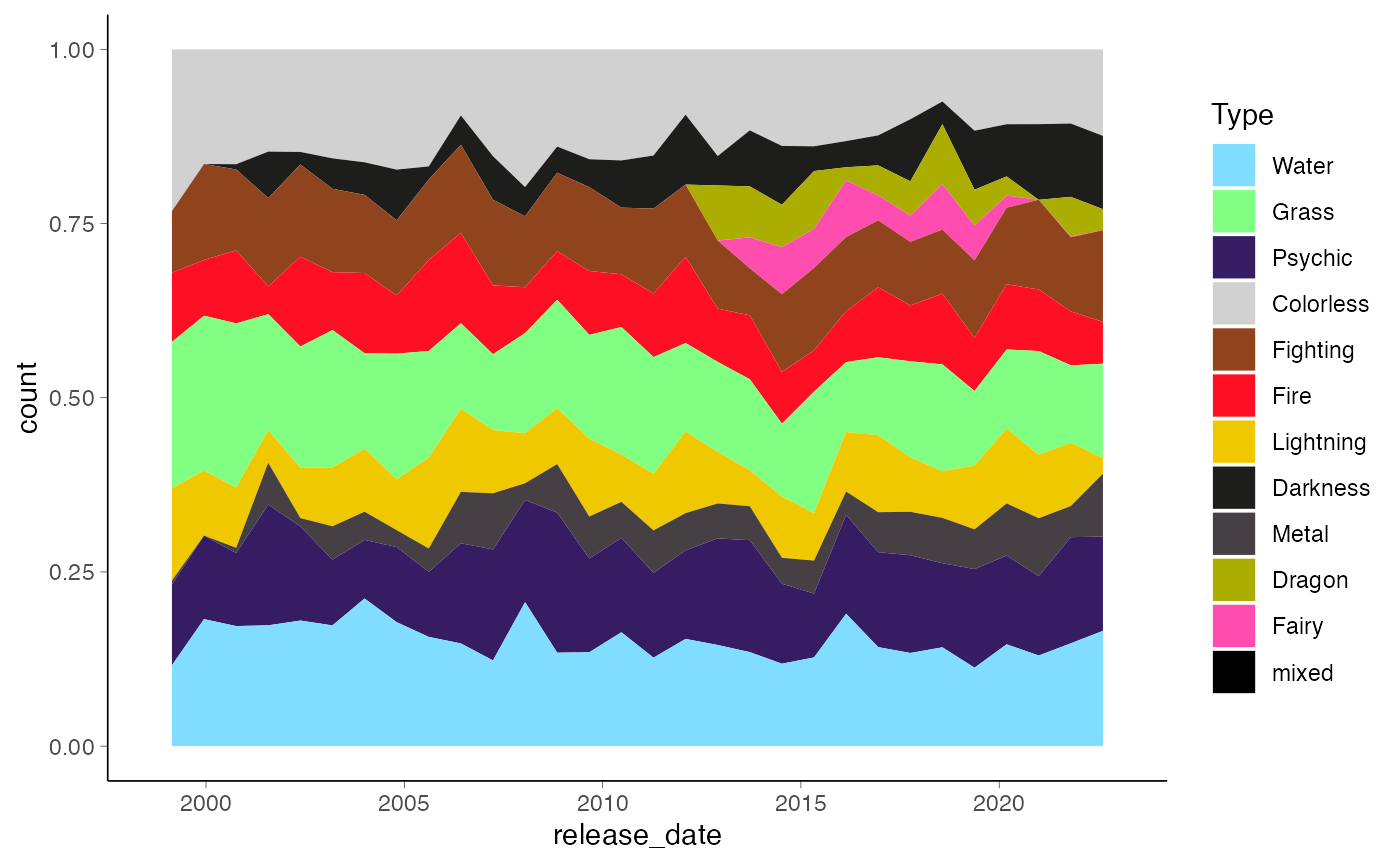 1.00
0.75
0.50
0.25
0.00
count
2000 2005 2010 2015 2020
release_date
Type
Water
Grass
Psychic
Colorless
Fighting
Fire
Lightning
Darkness
Metal
Dragon
Fairy
mixed